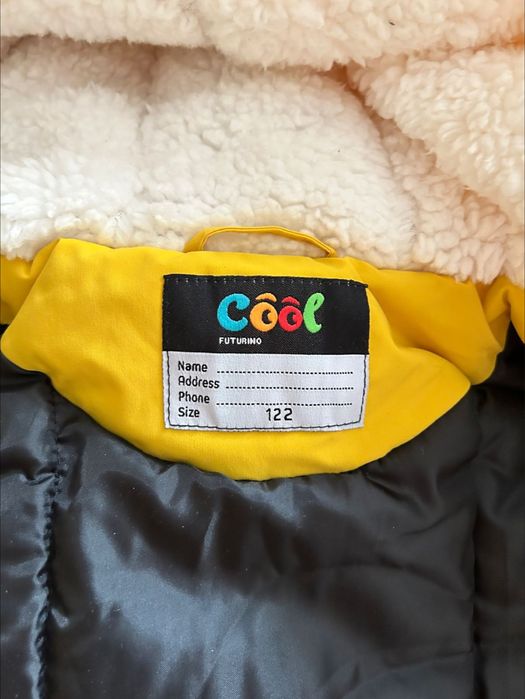 Cool
FUTURINO
Name
Address
Phone
Size 122